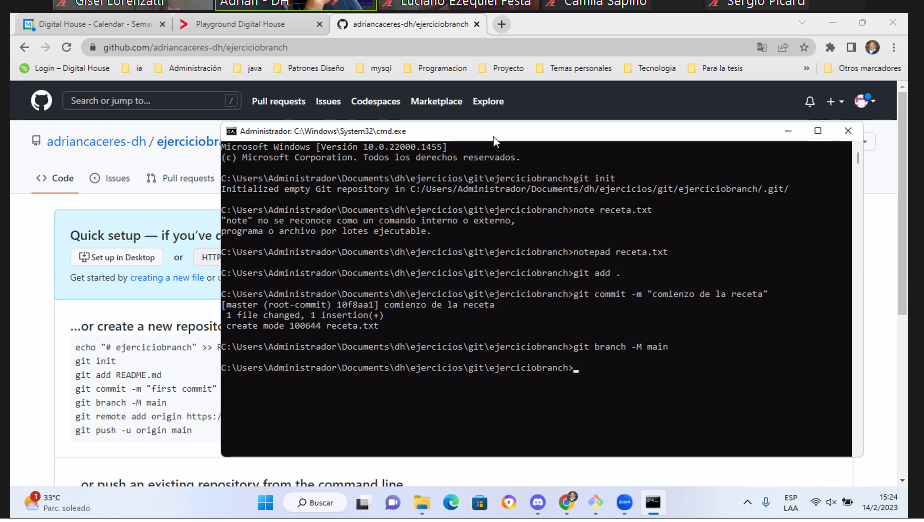 Gisel Lorenzatti
Adrian - DH
Luciano Ezequiel Festa
Camila Sapino
Sergio Picard
Digital House - Calendar - Semar
Playground Digital House
adriancaceres-dh/ejerciciobranch
github.com/adriancaceres-dh/ejerciciobranch
Login – Digital House
ia
Administración
java
Patrones Diseño
mysql
Programacion
Proyecto
Temas personales
Tecnologia
Para la tesis
»
Otros marcadores
Search or jump to...
/
Pull requests
Issues
Codespaces
Marketplace
Explore
adriancaceres-dh / ejerciciobra
Code
Issues
Pull requests
Quick setup — if you've d
Set up in Desktop
or
HTTP
Get started by creating a new file or u
...or create a new reposito
echo "# ejerciciobranch" >> R
git init
git add README.md
git commit -m "first commit"
git branch -M main
git remote add origin https:/
git push -u origin main
...or push an existing repository from the command line
Administrador: C:\Windows\System32\cmd.exe
Microsoft Windows [Versión 10.0.22000.1455]
(c) Microsoft Corporation. Todos los derechos reservados.
C:\Users\Administrador\Documents\dh\ejercicios\git\ejerciciobranch>git init
Initialized empty Git repository in C:/Users/Administrador/Documents/dh/ejercicios/git/ejerciciobranch/.git/
C:\Users\Administrador\Documents\dh\ejercicios\git\ejerciciobranch>note receta.txt
"note" no se reconoce como un comando interno o externo,
programa o archivo por lotes ejecutable.
C:\Users\Administrador\Documents\dh\ejercicios\git\ejerciciobranch>notepad receta.txt
C:\Users\Administrador\Documents\dh\ejercicios\git\ejerciciobranch>git add .
C:\Users\Administrador\Documents\dh\ejercicios\git\ejerciciobranch>git commit -m "comienzo de la receta"
[master (root-commit) 10f8aa1] comienzo de la receta
1 file changed, 1 insertion(+)
create mode 100644 receta.txt
C:\Users\Administrador\Documents\dh\ejercicios\git\ejerciciobranch>git branch -M main
C:\Users\Administrador\Documents\dh\ejercicios\git\ejerciciobranch>
1
33°C
Parc. soleado
Buscar
ESP
LAA
15:24
14/2/2023